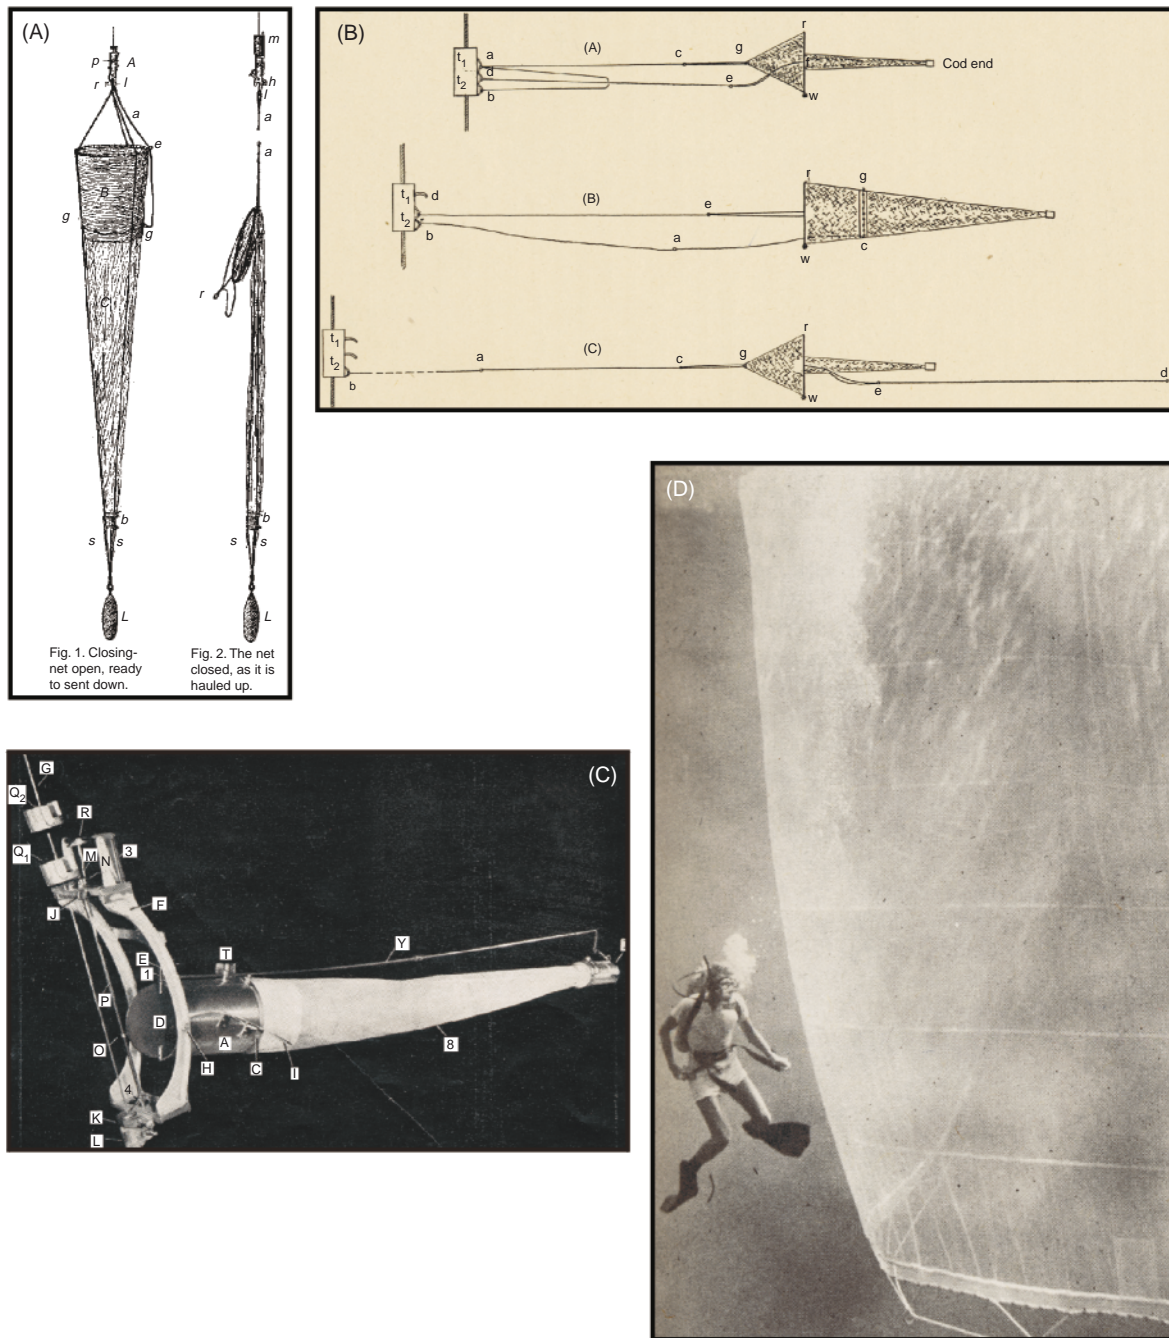 (A)
p
A
r
l
a
e
B
g
g
C
b
s
s
L
m
h
l
a
a
r
b
s
s
L
Fig. 1. Closing-
net open, ready
to sent down.
Fig. 2. The net
closed, as it is
hauled up.
(B)
t1
t2
a
d
b
(A)
c
g
e
r
w
Cod end
t1
t2
d
b
(B)
e
a
r
w
g
c
t1
t2
b
a
(C)
c
g
r
w
e
d
(C)
G
Q2
R
Q1
M
N
3
J
F
E
1
T
Y
P
D
O
A
H
C
I
8
4
K
L
(D)